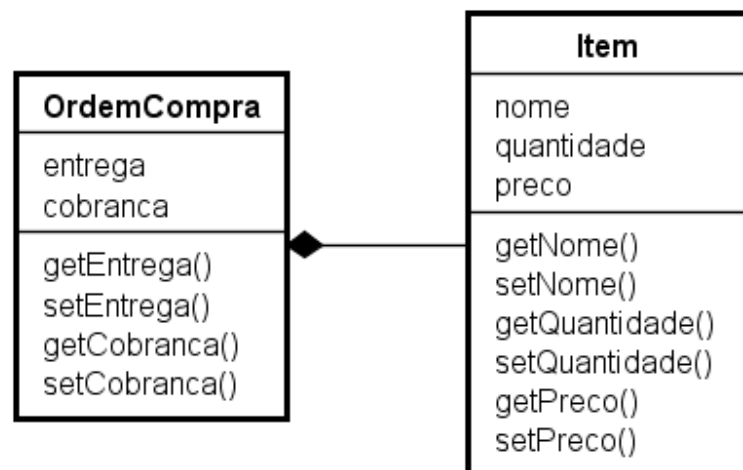 OrdemCompra
entrega
cobranca
getEntrega()
setEntrega()
getCobranca()
setCobranca()
Item
nome
quantidade
preco
getNome()
setNome()
getQuantidade()
setQuantidade()
getPreco()
setPreco()